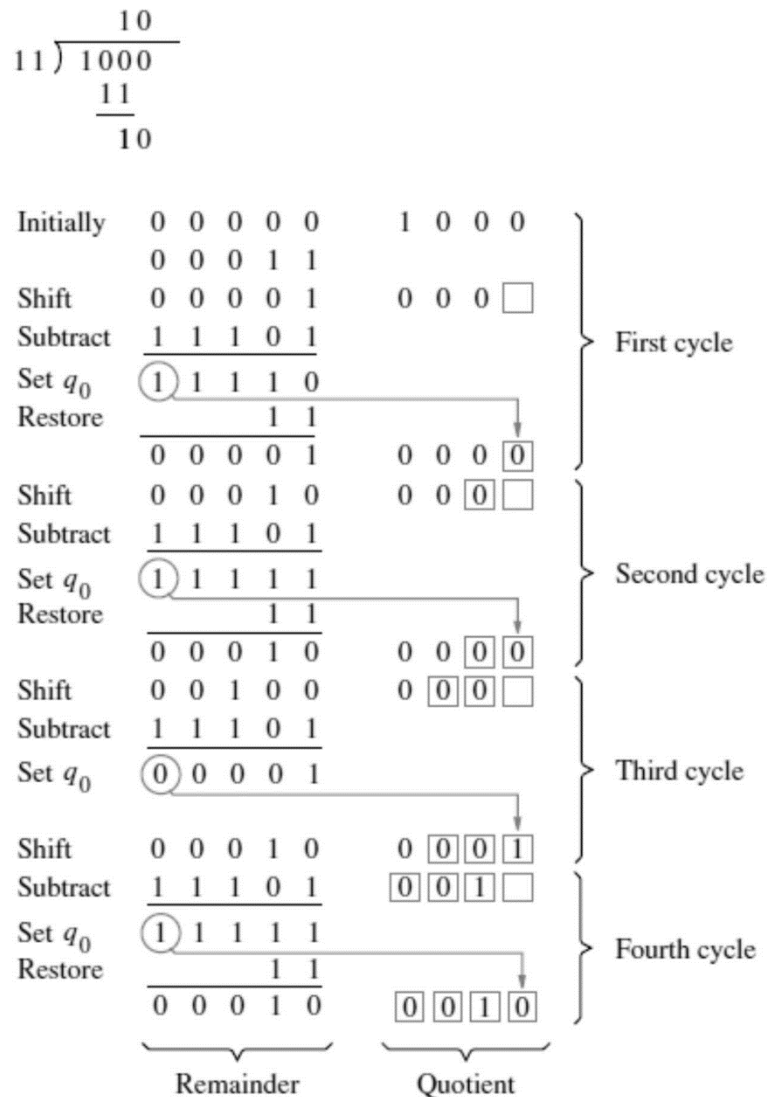 10
11 ) 1000
11
10
Initially 0 0 0 0 0 1 0 0 0
0 0 0 1 1
Shift 0 0 0 0 1 0 0 0
Subtract 1 1 1 0 1
First cycle
Set q0 1 1 1 1 0
Restore 1 1
0 0 0 0 1 0 0 0 0
Shift 0 0 0 1 0 0 0 0
Subtract 1 1 1 0 1
Second cycle
Set q0 1 1 1 1 1
Restore 1 1
0 0 0 1 0 0 0 0 0
Shift 0 0 1 0 0 0 0 0
Subtract 1 1 1 0 1
Set q0 0 0 0 0 1 Third cycle
Shift 0 0 0 1 0 0 0 0 1
Subtract 1 1 1 0 1 0 0 1
Set q0 1 1 1 1 1 Fourth cycle
Restore 1 1
0 0 0 1 0 0 0 1 0
Remainder Quotient